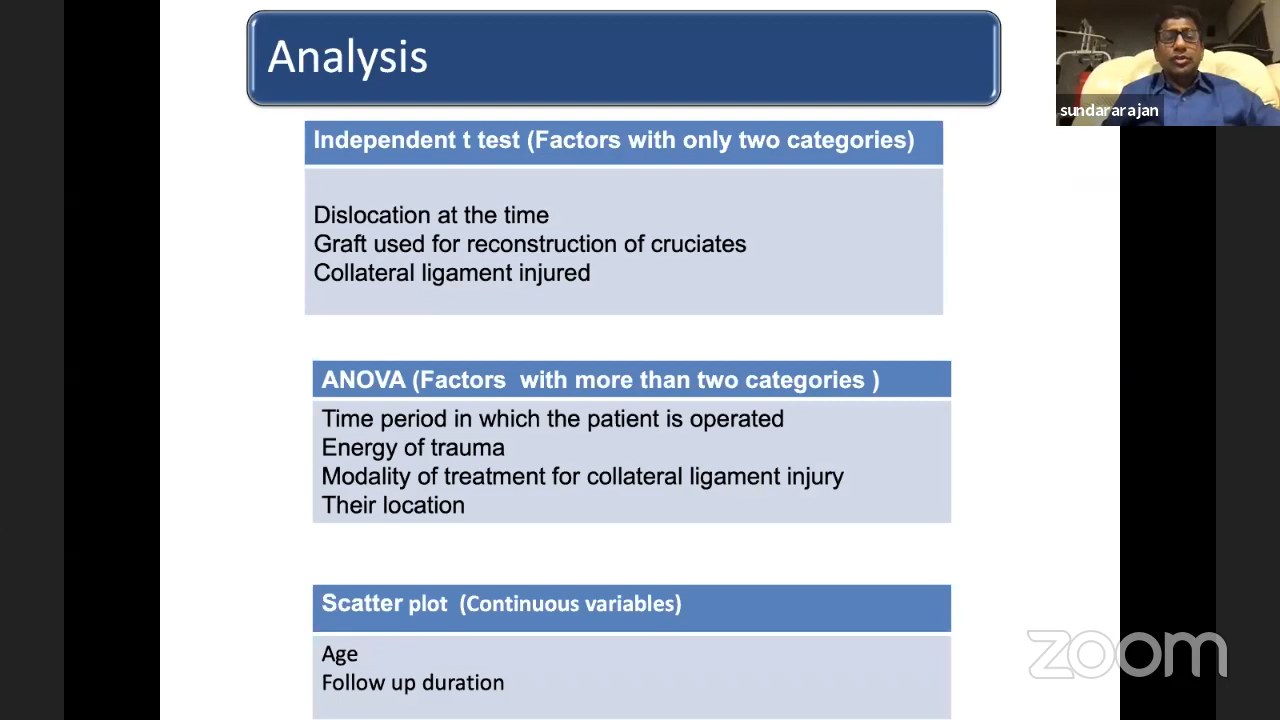 Analysis
sundararajan
Independent t test (Factors with only two categories)
Dislocation at the time
Graft used for reconstruction of cruciates
Collateral ligament injured
ANOVA (Factors with more than two categories )
Time period in which the patient is operated
Energy of trauma
Modality of treatment for collateral ligament injury
Their location
Scatter plot (Continuous variables)
Age
Follow up duration
zoom